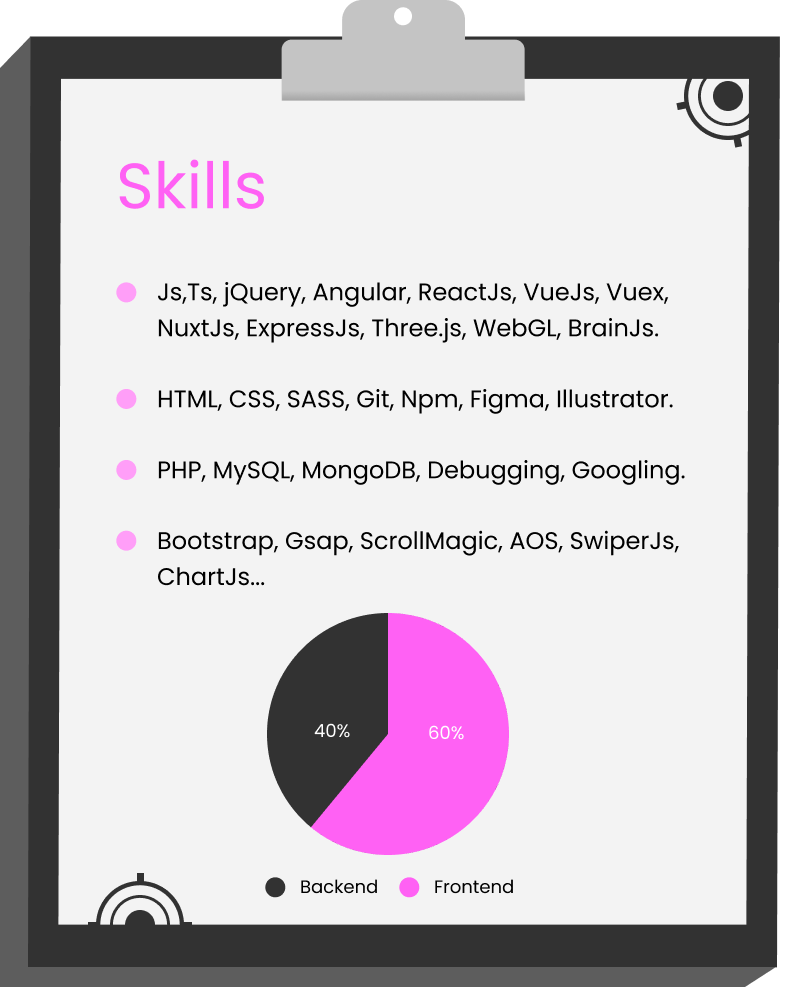 Skills
Js,Ts, jQuery, Angular, ReactJs, VueJs, Vuex,
NuxtJs, ExpressJs, Three.js, WebGL, BrainJs.
HTML, CSS, SASS, Git, Npm, Figma, Illustrator.
PHP, MySQL, MongoDB, Debugging, Googling.
Bootstrap, Gsap, ScrollMagic, AOS, SwiperJs,
ChartJs...
40% 60%
Backend Frontend